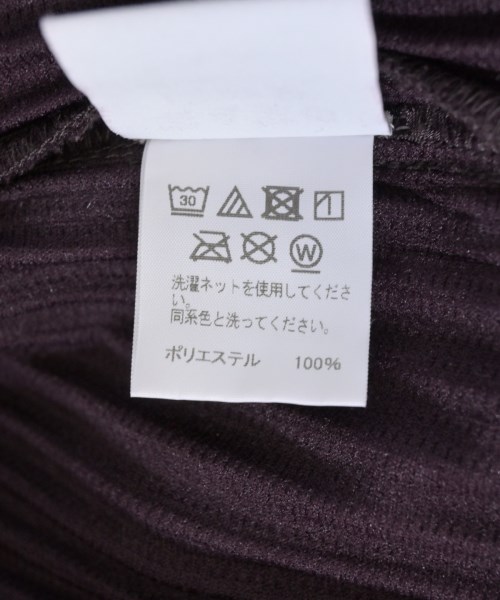 30
W
洗濯ネットを使用してくださ
い。
同系色と洗ってください。
ポリエステル 100%